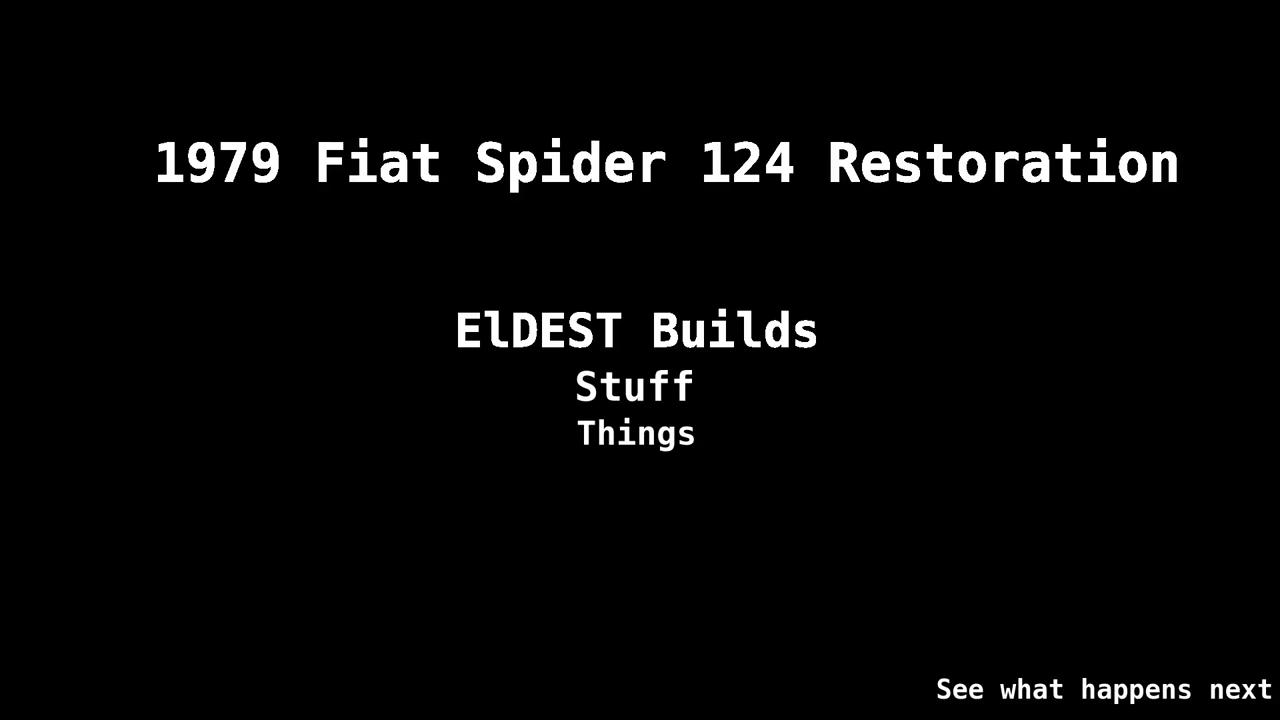 1979 Fiat Spider 124 Restoration
ElDEST Builds
Stuff
Things
See what happens next